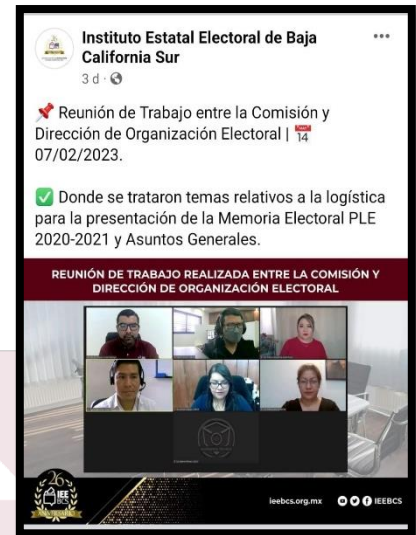 Instituto Estatal Electoral de Baja
California Sur
3 d ·
Reunión de Trabajo entre la Comisión y
Dirección de Organización Electoral |
07/02/2023.
Donde se trataron temas relativos a la logística
para la presentación de la Memoria Electoral PLE
2020-2021 y Asuntos Generales.
REUNIÓN DE TRABAJO REALIZADA ENTRE LA COMISIÓN Y
DIRECCIÓN DE ORGANIZACIÓN ELECTORAL
26
IEE
BCS
ANIVERSARIO
ieebcs.org.mx IEEBCS